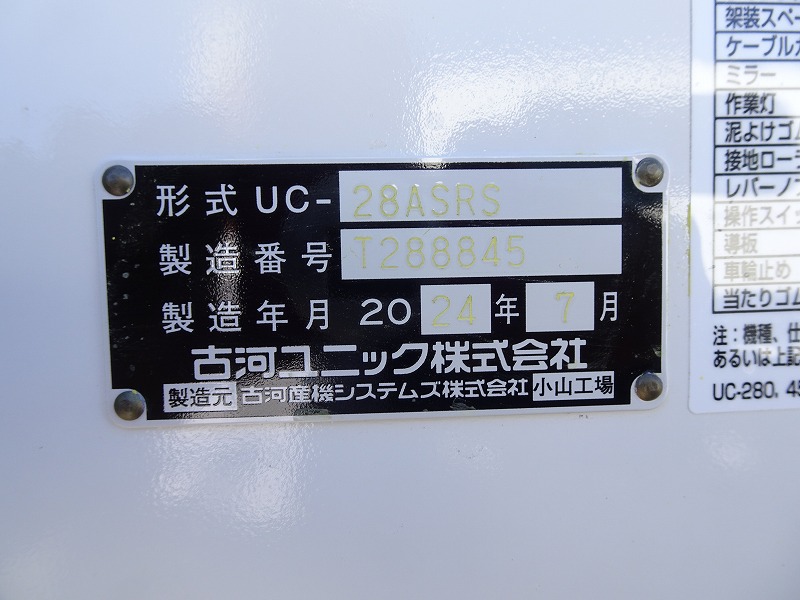 形式 UC-28ASRS
製造番号 T288845
製造年月 2024年7月
古河ユニック株式会社
製造元 古河産機システムズ株式会社 小山工場
架装スペー
ケーブルガ
ミラー
作業灯
泥よけゴム
接地ローラ
レバーノブ
操作スイッ
導板
車輪止め
当たりゴム
注：機種、仕
あるいは上記
UC-280，45